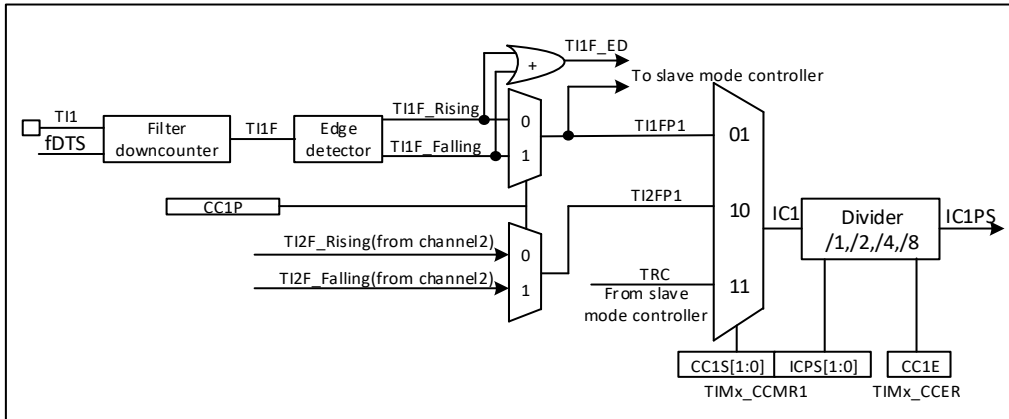 TI1F_ED
+
To slave mode controller
TI1
fDTS
Filter
downcounter
TI1F
Edge
detector
TI1F_Rising
TI1F_Falling
0
1
TI1FP1
01
CC1P
TI2FP1
10
IC1
Divider
/1,/2,/4,/8
IC1PS
TI2F_Rising(from channel2)
TI2F_Falling(from channel2)
0
1
TRC
From slave
mode controller
11
CC1S[1:0]
ICPS[1:0]
CC1E
TIMx_CCMR1
TIMx_CCER